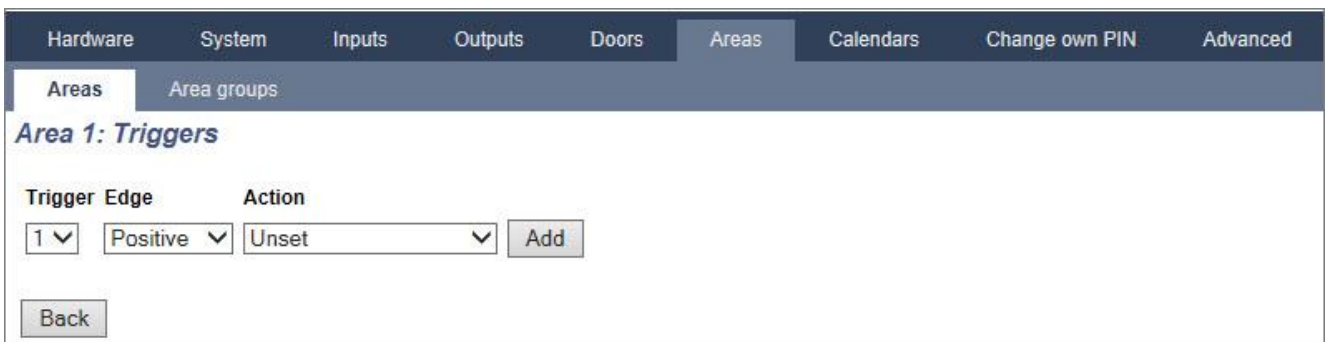 Hardware System Inputs Outputs Doors Areas Calendars Change own PIN Advanced
Areas Area groups
Area 1: Triggers
Trigger Edge Action
1 Positive Unset Add
Back